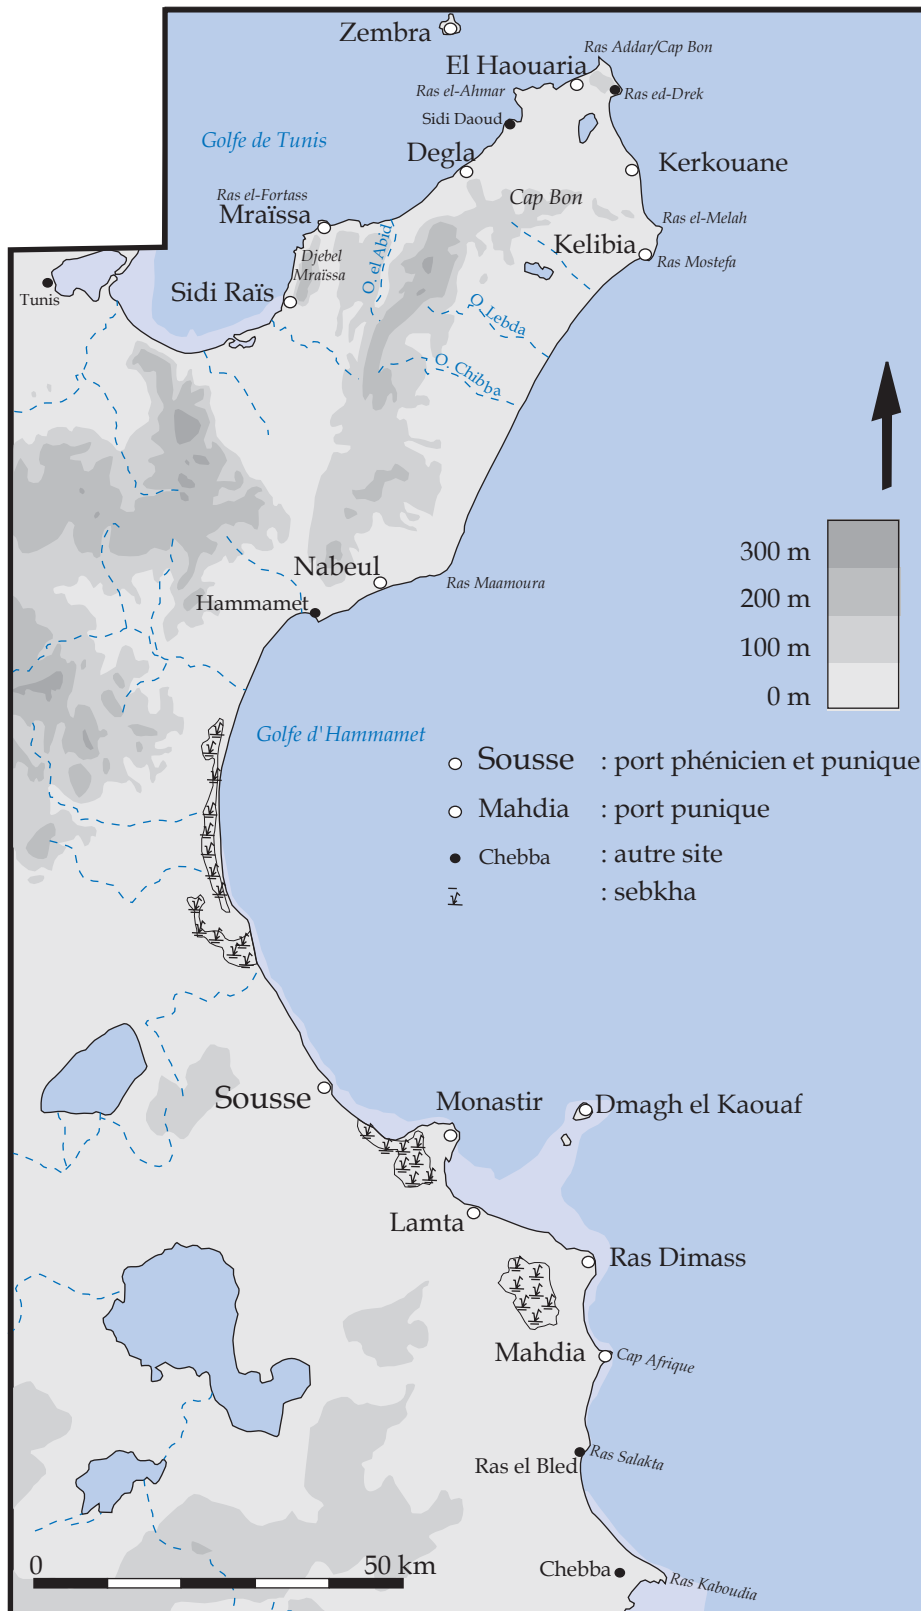 Zembra
Ras Addar/Cap Bon
El Haouaria
Ras el-Ahmar
Ras ed-Drek
Sidi Daoud
Golfe de Tunis
Degla
Kerkouane
Ras el-Fortass
Cap Bon
Mraïssa
Ras el-Melah
Djebel
Mraïssa
O. el Abid
Kelibia
Ras Mostefa
Tunis
Sidi Raïs
O. Lebda
O. Chibba
300 m
200 m
100 m
0 m
Nabeul
Ras Maamoura
Hammamet
Golfe d'Hammamet
Sousse : port phénicien et punique
Mahdia : port punique
Chebba : autre site
: sebkha
Sousse
Monastir
Dmagh el Kaouaf
Lamta
Ras Dimass
Mahdia
Cap Afrique
Ras el Bled
Ras Salakta
Chebba
Ras Kaboudia
0 50 km